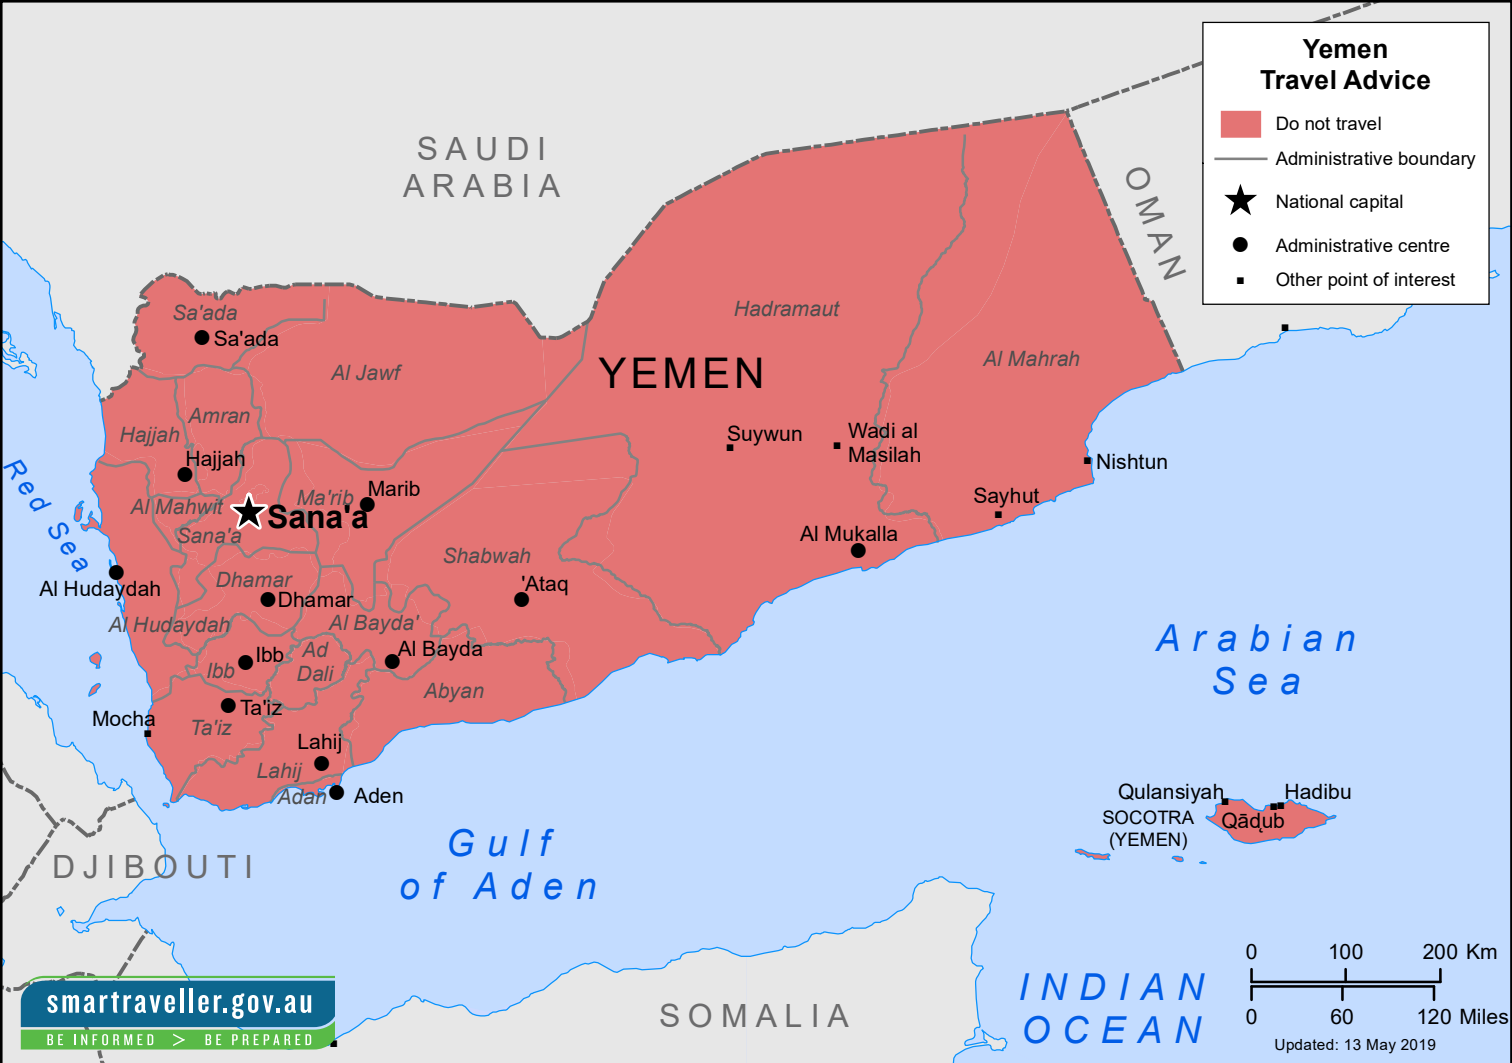 Yemen
Travel Advice
Do not travel
Administrative boundary
National capital
Administrative centre
Other point of interest
SAUDI
ARABIA
OMAN
Sa'ada
Sa'ada
Hadramaut
Al Jawf
YEMEN
Al Mahrah
Amran
Hajjah
Hajjah
Suywun
Wadi al
Masilah
Nishtun
Red Sea
Al Mahwit
Ma'rib
Marib
Sana'a
Sana'a
Sayhut
Al Mukalla
Shabwah
Dhamar
Dhamar
'Ataq
Al Hudaydah
Al Hudaydah
Al Bayda'
Al Bayda
Ibb
Ibb
Ad
Dali
Abyan
Arabian
Sea
Mocha
Ta'iz
Ta'iz
Lahij
Lahij
Adan
Aden
Qulansiyah
Hadibu
SOCOTRA
(YEMEN)
Qāḑub
Gulf
of Aden
DJIBOUTI
SOMALIA
INDIAN
OCEAN
0 100 200 Km
0 60 120 Miles
Updated: 13 May 2019
smartraveller.gov.au
BE INFORMED > BE PREPARED